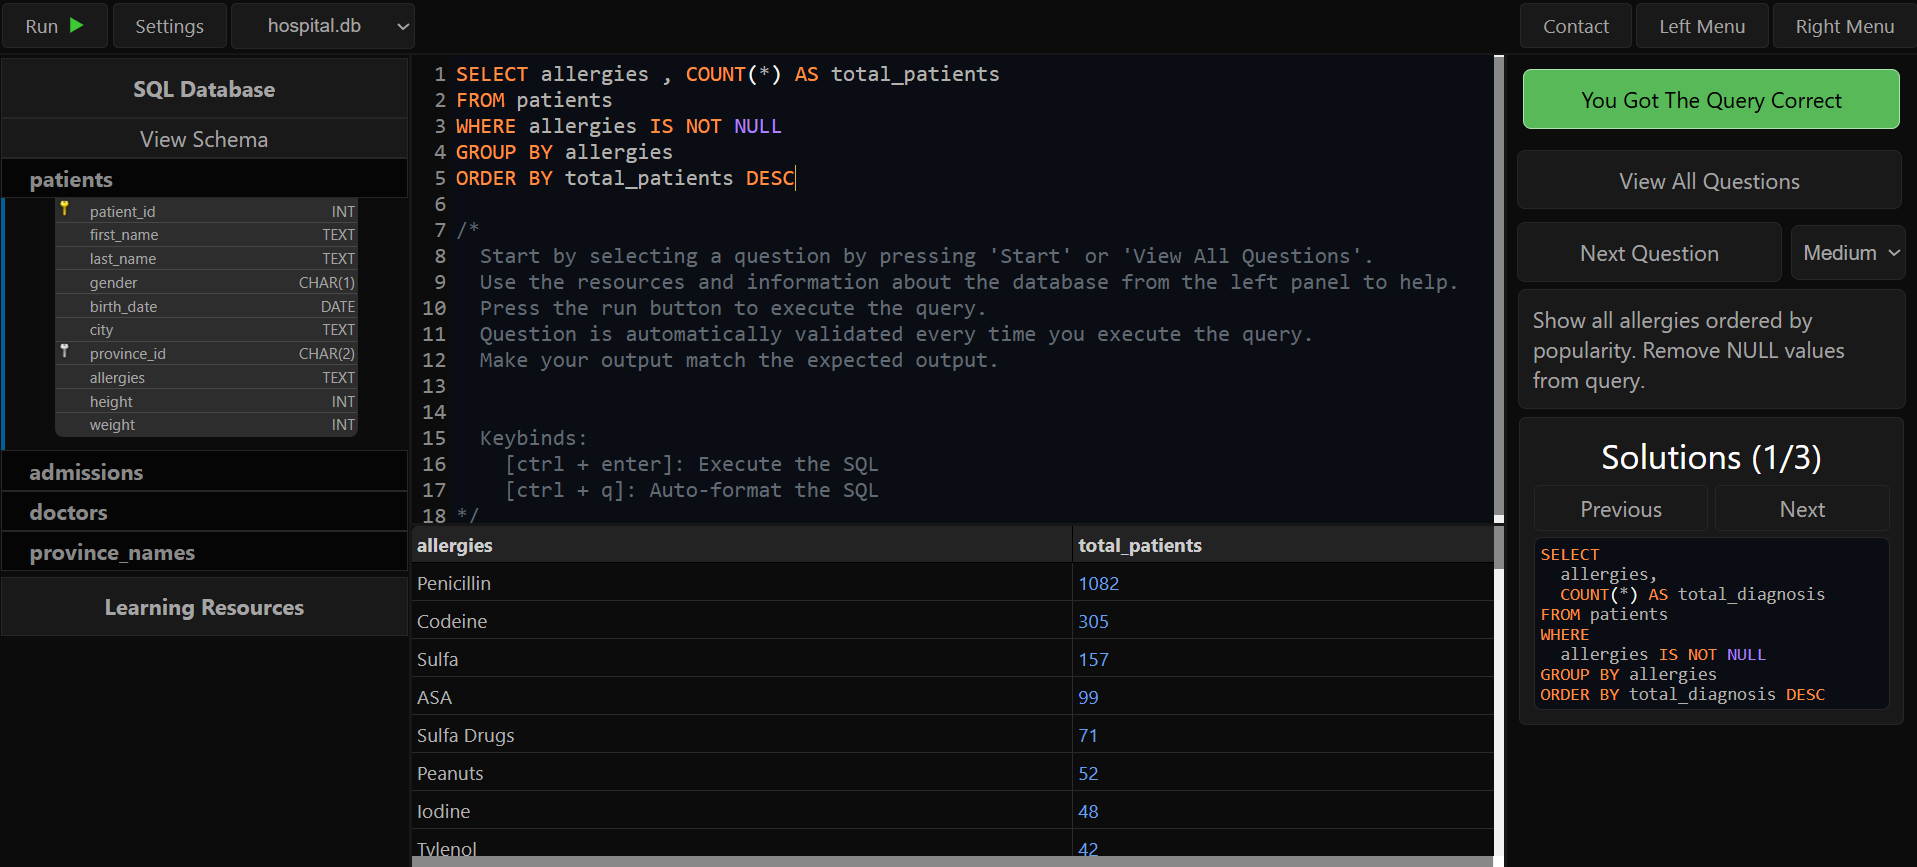 Run
Settings
hospital.db
Contact
Left Menu
Right Menu
SQL Database
View Schema
patients
patient_id INT
first_name TEXT
last_name TEXT
gender CHAR(1)
birth_date DATE
city TEXT
province_id CHAR(2)
allergies TEXT
height INT
weight INT
admissions
doctors
province_names
Learning Resources
1 SELECT allergies , COUNT(*) AS total_patients
2 FROM patients
3 WHERE allergies IS NOT NULL
4 GROUP BY allergies
5 ORDER BY total_patients DESC
6
7 /*
8 Start by selecting a question by pressing 'Start' or 'View All Questions'.
9 Use the resources and information about the database from the left panel to help.
10 Press the run button to execute the query.
11 Question is automatically validated every time you execute the query.
12 Make your output match the expected output.
13
14
15 Keybinds:
16 [ctrl + enter]: Execute the SQL
17 [ctrl + q]: Auto-format the SQL
18 */
allergies total_patients
Penicillin 1082
Codeine 305
Sulfa 157
ASA 99
Sulfa Drugs 71
Peanuts 52
Iodine 48
Tylenol 42
You Got The Query Correct
View All Questions
Next Question
Medium
Show all allergies ordered by
popularity. Remove NULL values
from query.
Solutions (1/3)
Previous
Next
SELECT
allergies,
COUNT(*) AS total_diagnosis
FROM patients
WHERE
allergies IS NOT NULL
GROUP BY allergies
ORDER BY total_diagnosis DESC